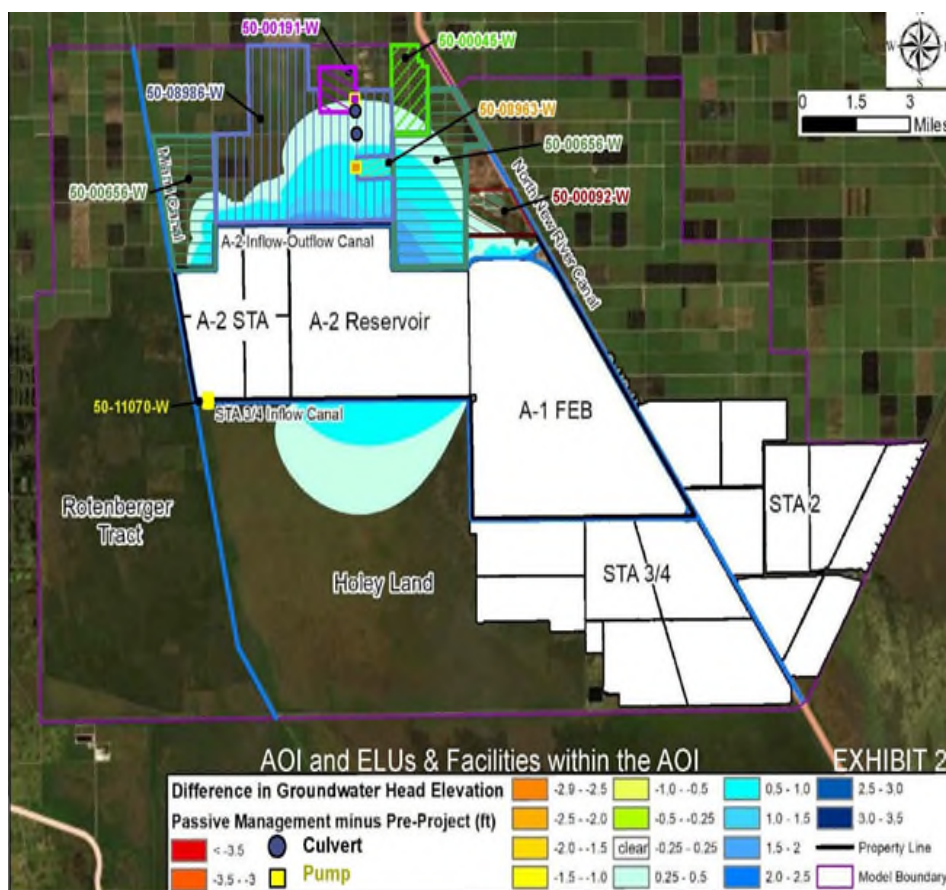 50-00191-W
50-00045-W
N
W
S
50-08986-W
50-08963-W
0 1.5 3
Miles
50-00656-W
50-00656-W
Miami Canal
North New River Canal
50-00092-W
A-2 Inflow-Outflow Canal
A-2 STA
A-2 Reservoir
50-11070-W
STA 3/4 Inflow Canal
A-1 FEB
Rotenberger
Tract
Holey Land
STA 2
STA 3/4
AOI and ELUs & Facilities within the AOI
EXHIBIT 2
Difference in Groundwater Head Elevation
Passive Management minus Pre-Project (ft)
< -3.5
-3.5 - -3
Culvert
Pump
-2.9 - -2.5
-2.5 - -2.0
-2.0 - -1.5
-1.5 - -1.0
-1.0 - -0.5
-0.5 - -0.25
clear -0.25 - 0.25
0.25 - 0.5
0.5 - 1.0
1.0 - 1.5
1.5 - 2
2.0 - 2.5
2.5 - 3.0
3.0 - 3.5
Property Line
Model Boundary